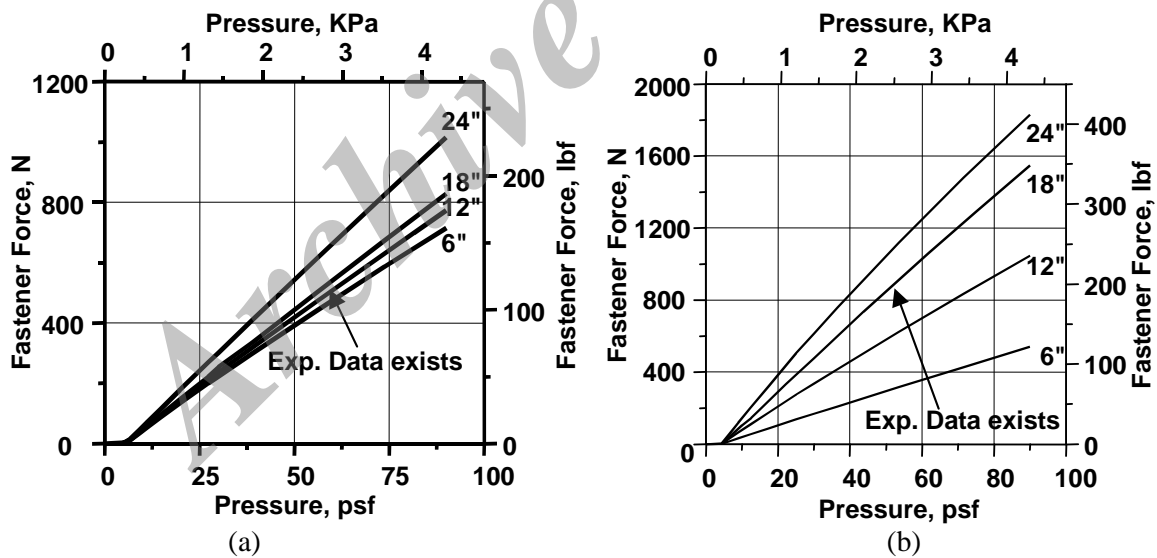 Pressure, KPa
0 1 2 3 4
1200
800
400
0
Fastener Force, N
24"
18"
12"
6"
Exp. Data exists
200
100
0
Fastener Force, lbf
0 25 50 75 100
Pressure, psf
(a)
Pressure, KPa
0 1 2 3 4
2000
1600
1200
800
400
0
Fastener Force, N
24"
18"
12"
6"
Exp. Data exists
400
300
200
100
0
Fastener Force, lbf
0 20 40 60 80 100
Pressure, psf
(b)
Archive